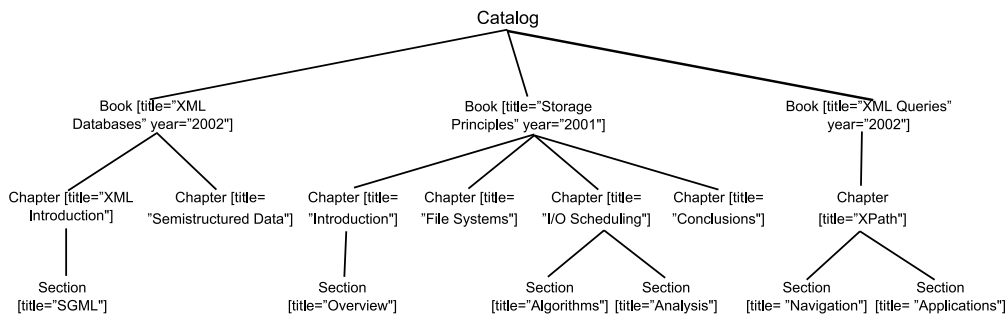 Catalog
Book [title=”XML
Databases” year=”2002"]
Book [title=”Storage
Principles” year=”2001"]
Book [title=”XML Queries”
year=”2002"]
Chapter [title=”XML
Introduction"]
Chapter [title=
”Semistructured Data"]
Chapter [title=
”Introduction"]
Chapter [title=
”File Systems"]
Chapter [title=
”I/O Scheduling"]
Chapter [title=
”Conclusions"]
Chapter
[title=”XPath"]
Section
[title=”SGML"]
Section
[title=”Overview"]
Section
[title=”Algorithms"]
Section
[title=”Analysis"]
Section
[title= ”Navigation"]
Section
[title= ”Applications"]